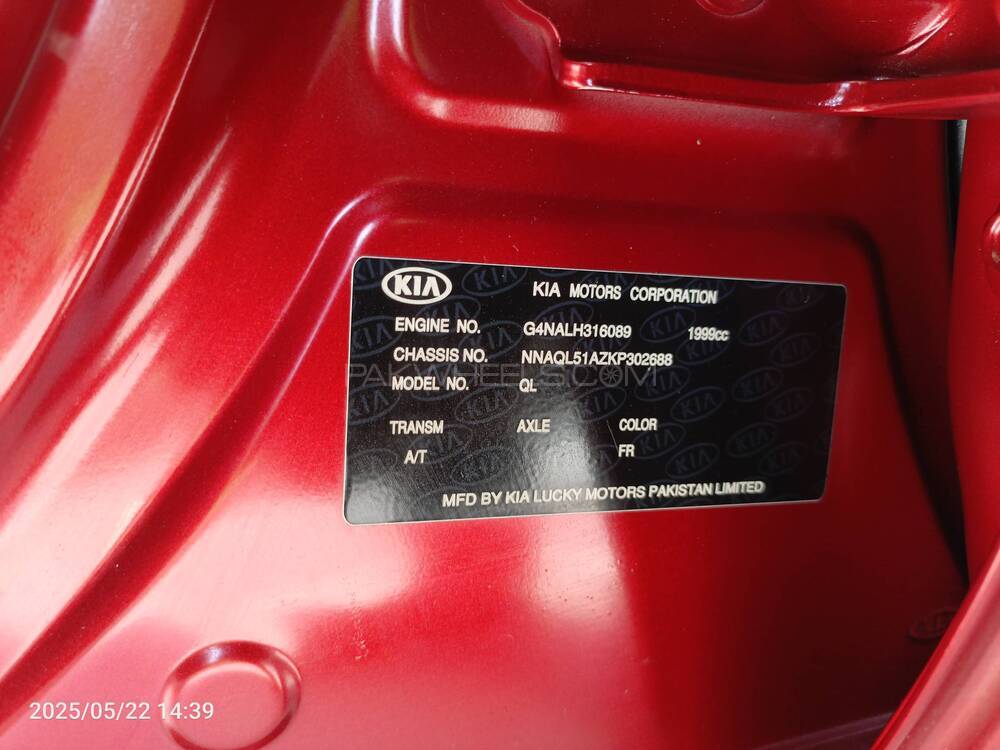 KIA
KIA MOTORS CORPORATION
ENGINE NO. G4NALH316089 1999cc
CHASSIS NO. NNAQL51AZKP302688
PAKWHEELS.COM
MODEL NO. QL
TRANSM AXLE COLOR
A/T FR
MFD BY KIA LUCKY MOTORS PAKISTAN LIMITED
2025/05/22 14:39